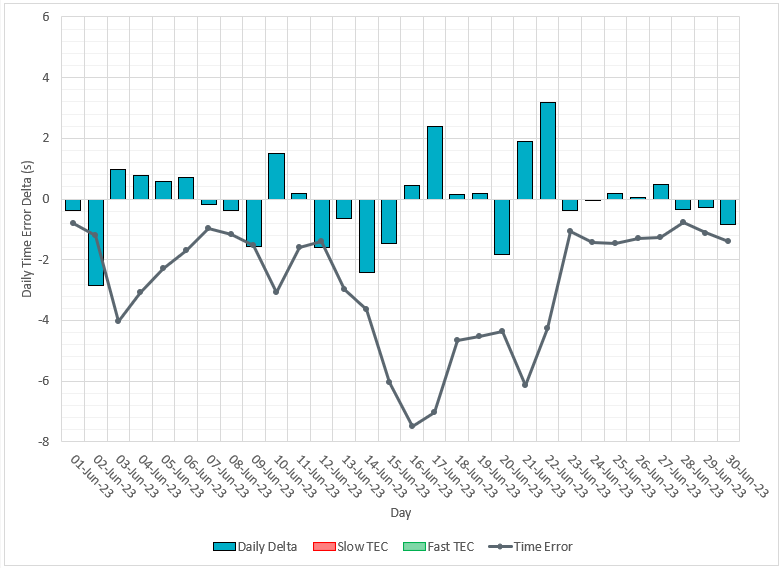 6
4
2
0
-2
-4
-6
-8
Daily Time Error Delta (s)
01-Jun-23
02-Jun-23
03-Jun-23
04-Jun-23
05-Jun-23
06-Jun-23
07-Jun-23
08-Jun-23
09-Jun-23
10-Jun-23
11-Jun-23
12-Jun-23
13-Jun-23
14-Jun-23
15-Jun-23
16-Jun-23
17-Jun-23
18-Jun-23
19-Jun-23
20-Jun-23
21-Jun-23
22-Jun-23
23-Jun-23
24-Jun-23
25-Jun-23
26-Jun-23
27-Jun-23
28-Jun-23
29-Jun-23
30-Jun-23
Day
Daily Delta Slow TEC Fast TEC Time Error